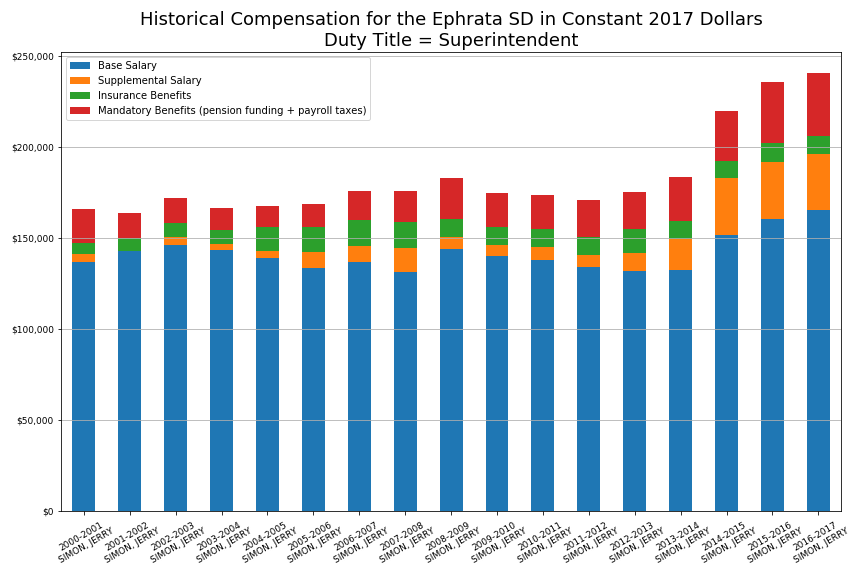 Historical Compensation for the Ephrata SD in Constant 2017 Dollars
Duty Title = Superintendent
$250,000
$200,000
$150,000
$100,000
$50,000
$0
Base Salary
Supplemental Salary
Insurance Benefits
Mandatory Benefits (pension funding + payroll taxes)
2000-2001
SIMON, JERRY
2001-2002
SIMON, JERRY
2002-2003
SIMON, JERRY
2003-2004
SIMON, JERRY
2004-2005
SIMON, JERRY
2005-2006
SIMON, JERRY
2006-2007
SIMON, JERRY
2007-2008
SIMON, JERRY
2008-2009
SIMON, JERRY
2009-2010
SIMON, JERRY
2010-2011
SIMON, JERRY
2011-2012
SIMON, JERRY
2012-2013
SIMON, JERRY
2013-2014
SIMON, JERRY
2014-2015
SIMON, JERRY
2015-2016
SIMON, JERRY
2016-2017
SIMON, JERRY